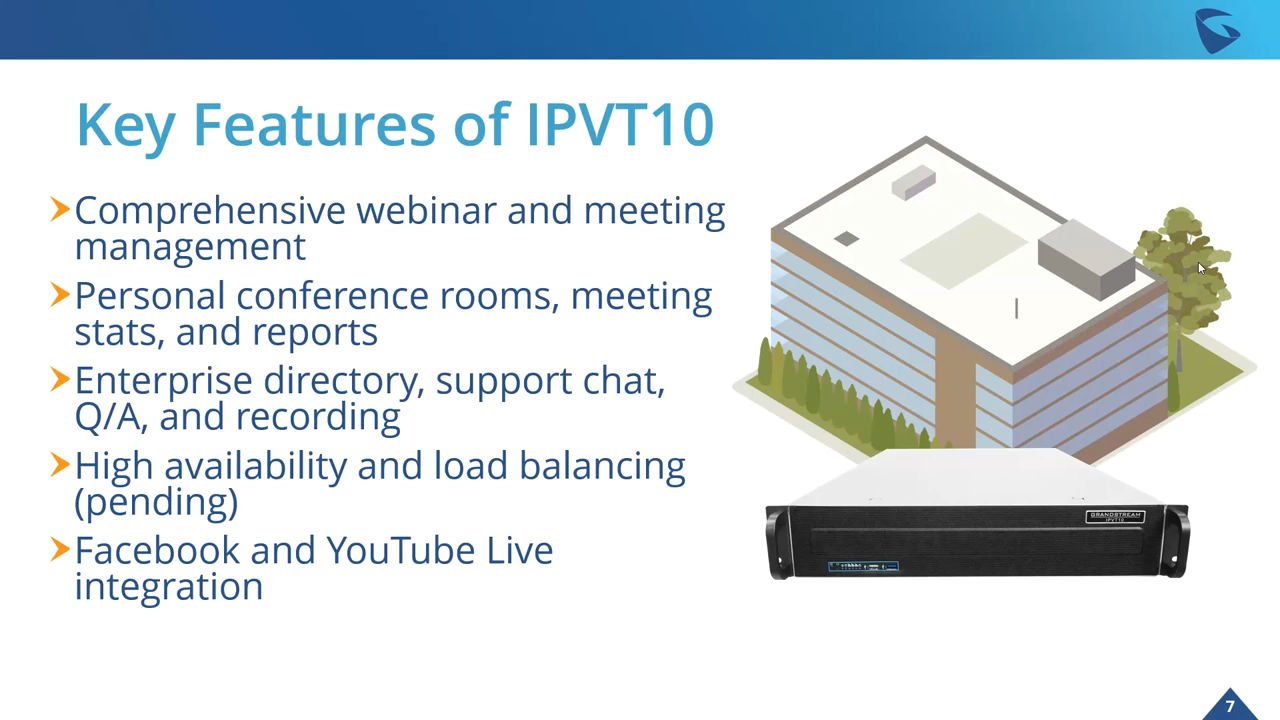 Key Features of IPVT10
Comprehensive webinar and meeting
management
Personal conference rooms, meeting
stats, and reports
Enterprise directory, support chat,
Q/A, and recording
High availability and load balancing
(pending)
Facebook and YouTube Live
integration
GRANDSTREAM
IPVT10
7